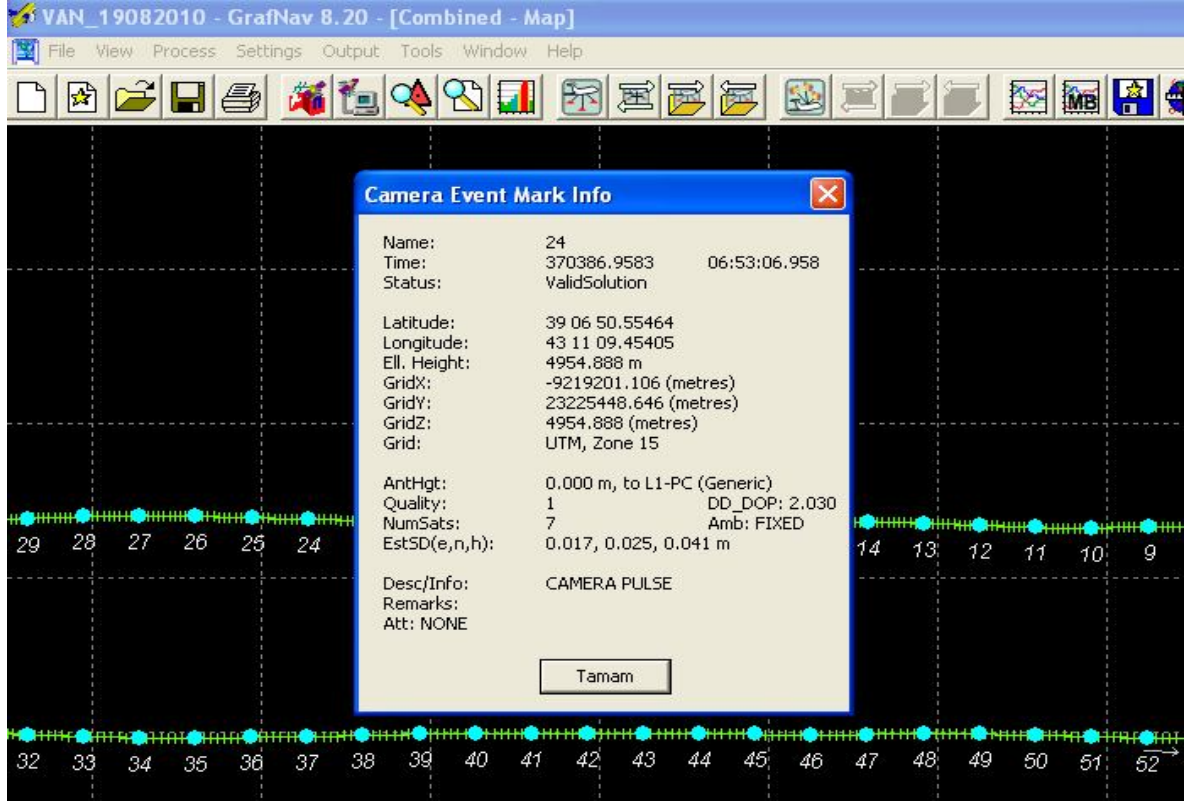 VAN_19082010 - GrafNav 8.20 - [Combined - Map]
File View Process Settings Output Tools Window Help
MB
Camera Event Mark Info
Name: 24
Time: 370386.9583 06:53:06.958
Status: ValidSolution
Latitude: 39 06 50.55464
Longitude: 43 11 09.45405
Ell. Height: 4954.888 m
GridX: -9219201.106 (metres)
GridY: 23225448.646 (metres)
GridZ: 4954.888 (metres)
Grid: UTM, Zone 15
AntHgt: 0.000 m, to L1-PC (Generic)
Quality: 1 DD_DOP: 2.030
NumSats: 7 Amb: FIXED
EstSD(e,n,h): 0.017, 0.025, 0.041 m
Desc/Info: CAMERA PULSE
Remarks:
Att: NONE
Tamam
29 28 27 26 25 24 14 13 12 11 10 9
32 33 34 35 36 37 38 39 40 41 42 43 44 45 46 47 48 49 50 51 52